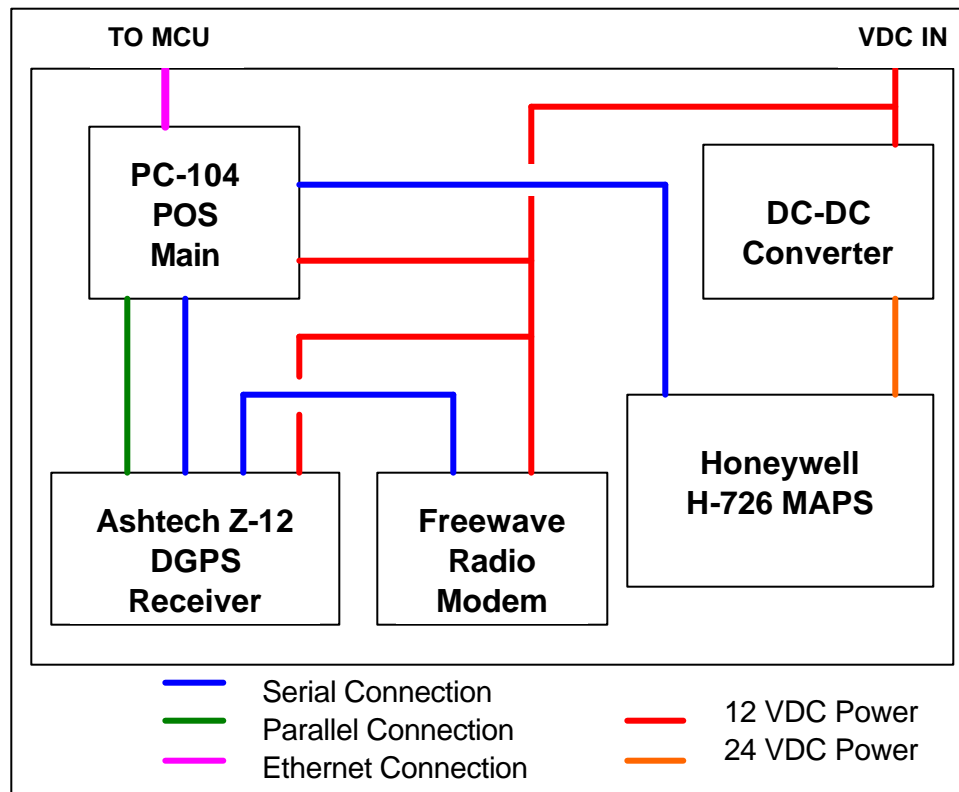 TO MCU
VDC IN
PC-104
POS
Main
DC-DC
Converter
Honeywell
H-726 MAPS
Ashtech Z-12
DGPS
Receiver
Freewave
Radio
Modem
Serial Connection
Parallel Connection
Ethernet Connection
12 VDC Power
24 VDC Power